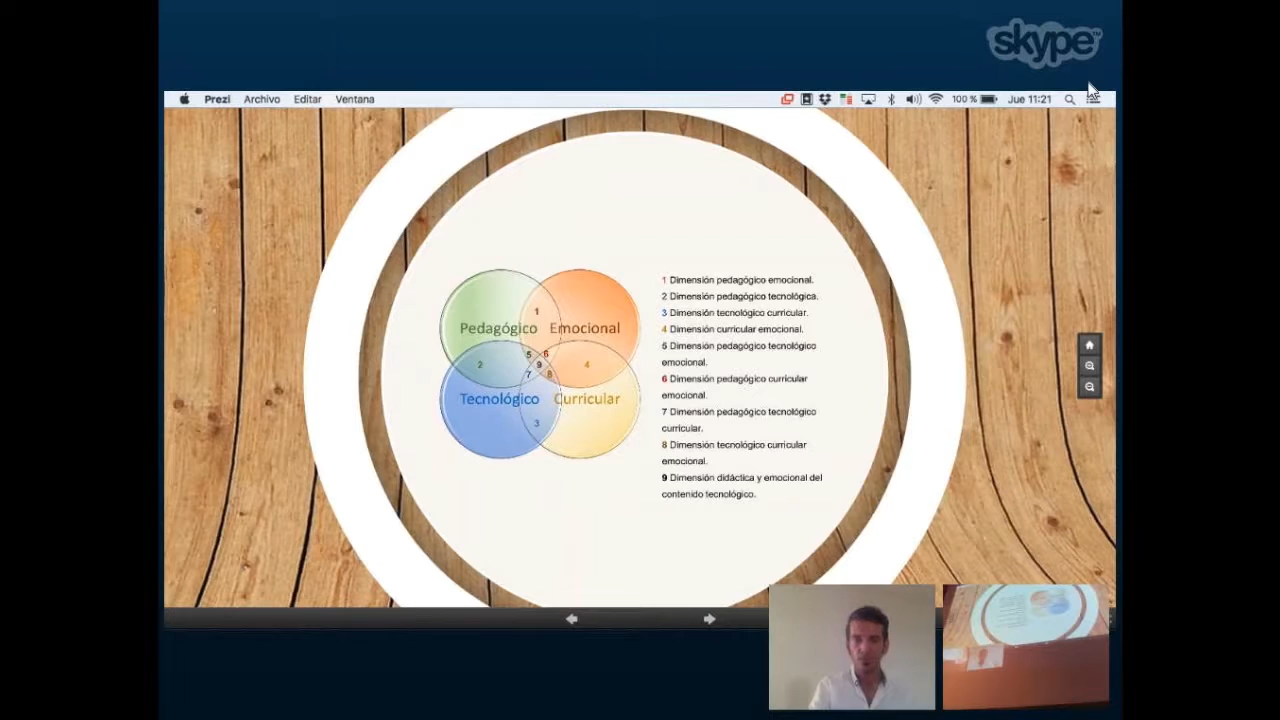 skype™
Prezi Archivo Editar Ventana 100 % Jue 11:21
Pedagógico Emocional
Tecnológico Curricular
1
2
3
4
5
6
7
8
9
1 Dimensión pedagógico emocional.
2 Dimensión pedagógico tecnológica.
3 Dimensión tecnológico curricular.
4 Dimensión curricular emocional.
5 Dimensión pedagógico tecnológico
emocional.
6 Dimensión pedagógico curricular
emocional.
7 Dimensión pedagógico tecnológico
curricular.
8 Dimensión tecnológico curricular
emocional.
9 Dimensión didáctica y emocional del
contenido tecnológico.